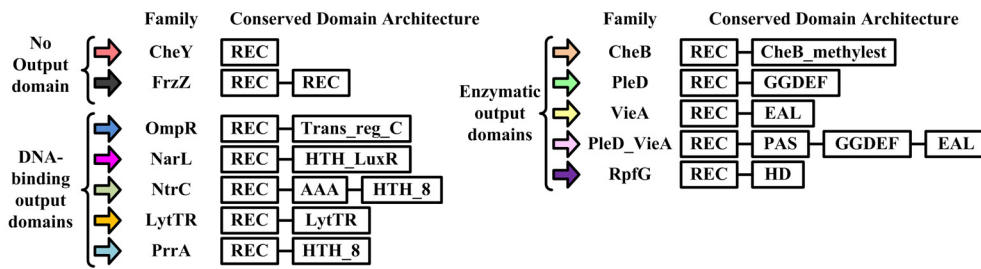 Family Conserved Domain Architecture
No Output domain
CheY REC
FrzZ REC REC
DNA-binding output domains
OmpR REC Trans_reg_C
NarL REC HTH_LuxR
NtrC REC AAA HTH_8
LytTR REC LytTR
PrrA REC HTH_8
Family Conserved Domain Architecture
Enzymatic output domains
CheB REC CheB_methylest
PleD REC GGDEF
VieA REC EAL
PleD_VieA REC PAS GGDEF EAL
RpfG REC HD